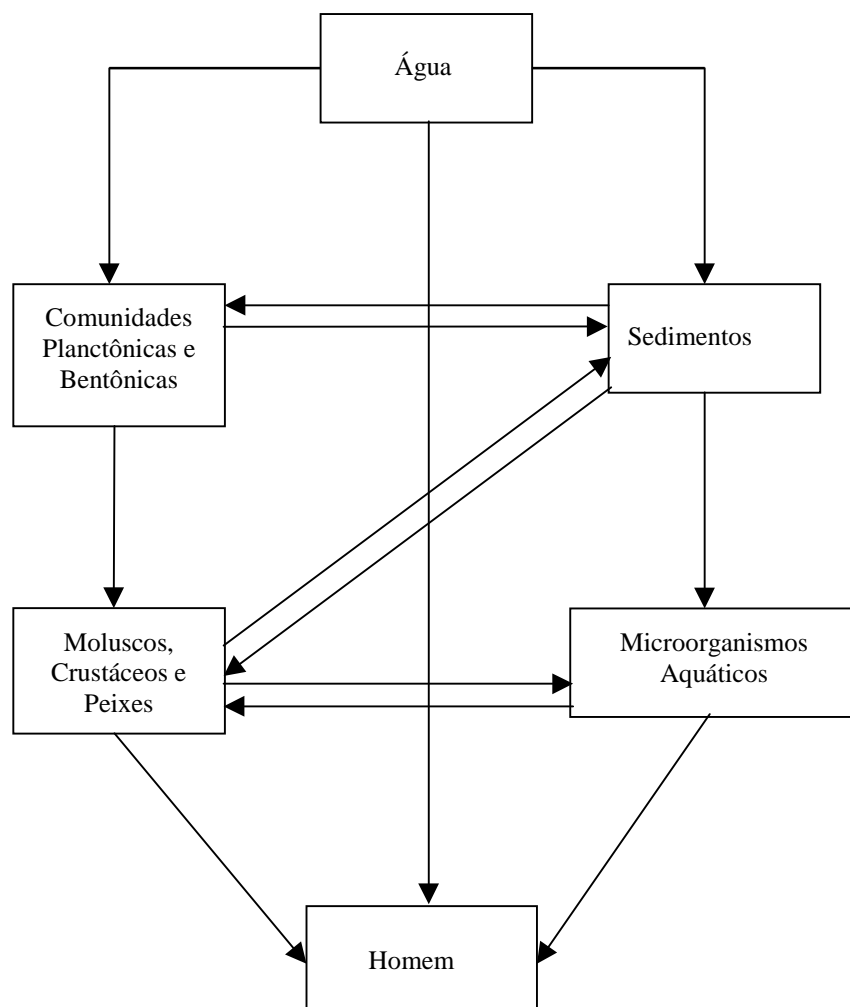 Água
Comunidades
Planctônicas e
Bentônicas
Sedimentos
Moluscos,
Crustáceos e
Peixes
Microorganismos
Aquáticos
Homem